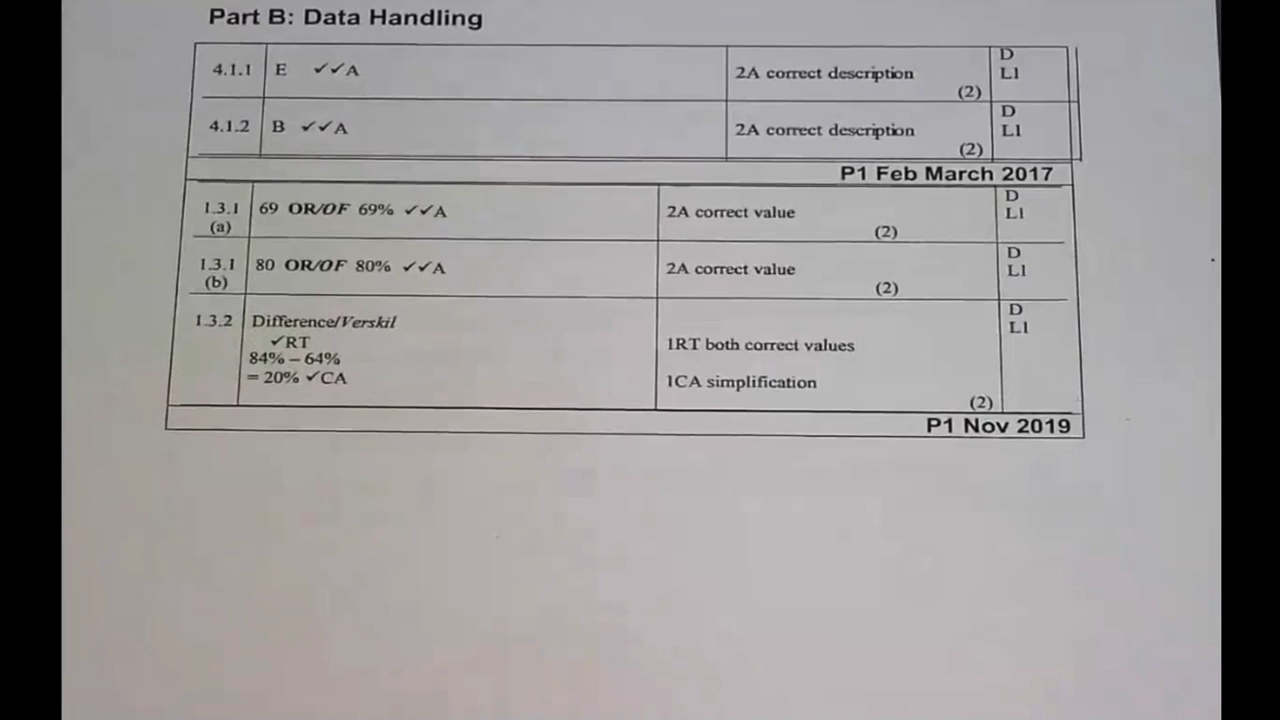 Part B: Data Handling
4.1.1 E ✓✓A 2A correct description (2) D L1
4.1.2 B ✓✓A 2A correct description (2) D L1
P1 Feb March 2017
1.3.1 (a) 69 OR/OF 69% ✓✓A 2A correct value (2) D L1
1.3.1 (b) 80 OR/OF 80% ✓✓A 2A correct value (2) D L1
1.3.2 Difference/Verskil D
L1
✓RT
1RT both correct values
84% – 64%
= 20% ✓CA 1CA simplification
(2)
P1 Nov 2019